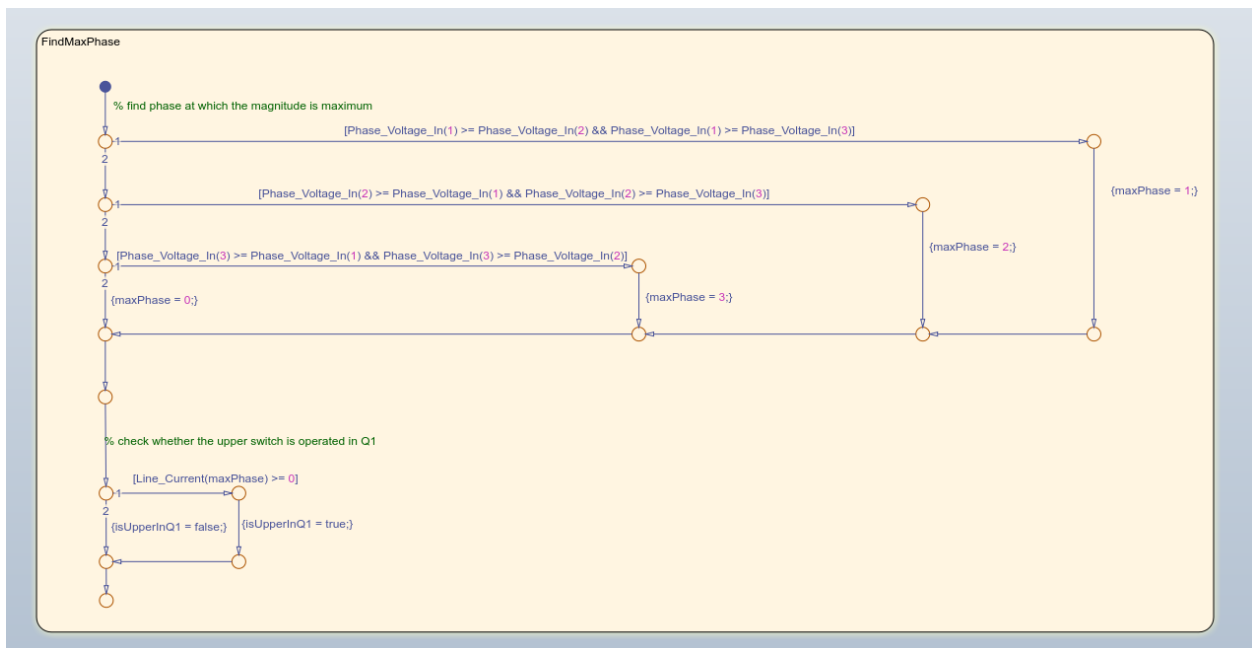 FindMaxPhase
% find phase at which the magnitude is maximum
[Phase_Voltage_In(1) >= Phase_Voltage_In(2) && Phase_Voltage_In(1) >= Phase_Voltage_In(3)]
1
2
{maxPhase = 1;}
[Phase_Voltage_In(2) >= Phase_Voltage_In(1) && Phase_Voltage_In(2) >= Phase_Voltage_In(3)]
1
2
{maxPhase = 2;}
[Phase_Voltage_In(3) >= Phase_Voltage_In(1) && Phase_Voltage_In(3) >= Phase_Voltage_In(2)]
1
2
{maxPhase = 3;}
{maxPhase = 0;}
% check whether the upper switch is operated in Q1
[Line_Current(maxPhase) >= 0]
1
2
{isUpperInQ1 = false;}
{isUpperInQ1 = true;}